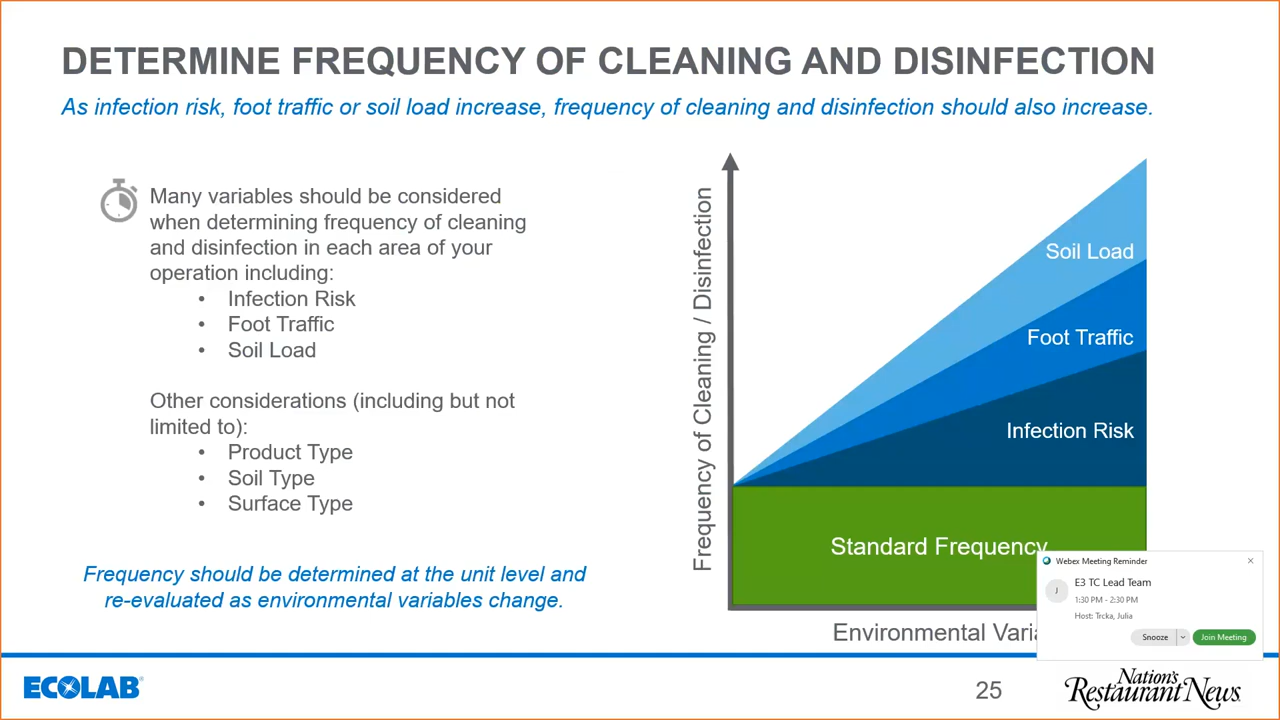 DETERMINE FREQUENCY OF CLEANING AND DISINFECTION
As infection risk, foot traffic or soil load increase, frequency of cleaning and disinfection should also increase.
Many variables should be considered
when determining frequency of cleaning
and disinfection in each area of your
operation including:
• Infection Risk
• Foot Traffic
• Soil Load
Other considerations (including but not
limited to):
• Product Type
• Soil Type
• Surface Type
Frequency should be determined at the unit level and
re-evaluated as environmental variables change.
Frequency of Cleaning / Disinfection
Soil Load
Foot Traffic
Infection Risk
Standard Frequency
Environmental
Webex Meeting Reminder
J
E3 TC Lead Team
1:30 PM - 2:30 PM
Host: Trcka, Julia
Snooze
Join Meeting
ECOLAB®
25
Nation's
Restaurant News